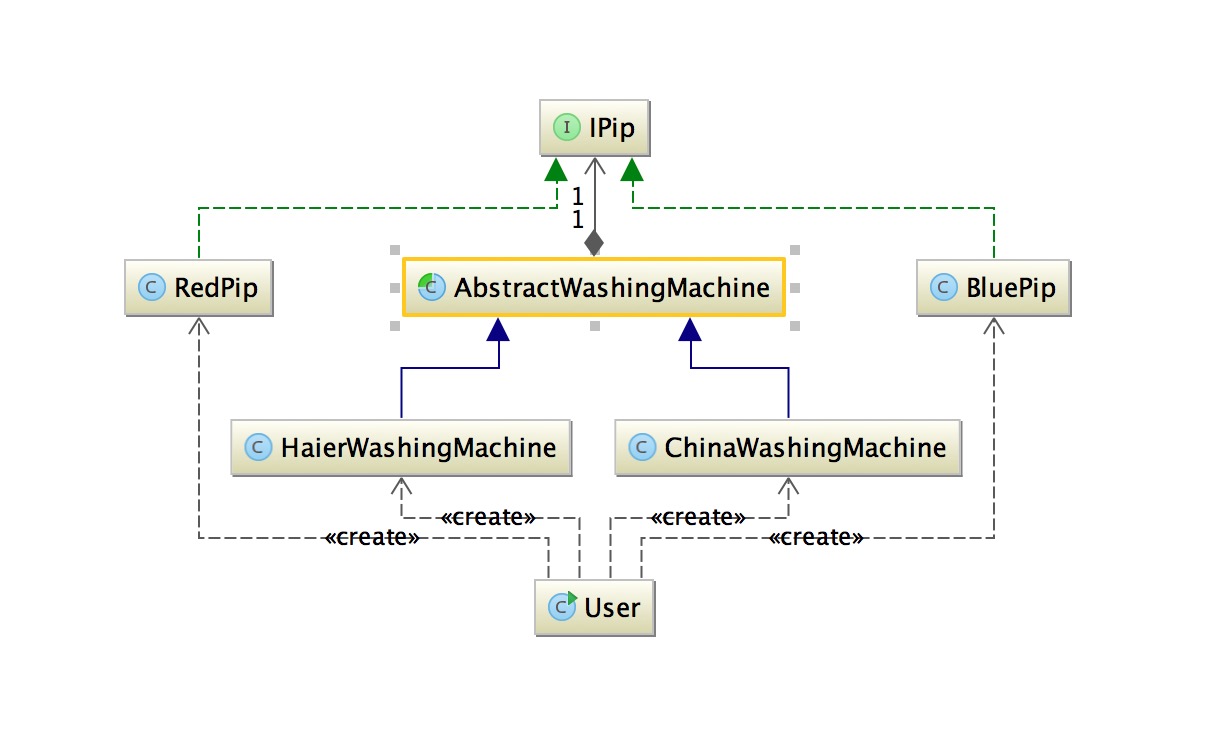 I IPip
1
1
C RedPip
C AbstractWashingMachine
C BluePip
C HaierWashingMachine
C ChinaWashingMachine
«create»
«create»
«create»
«create»
C User